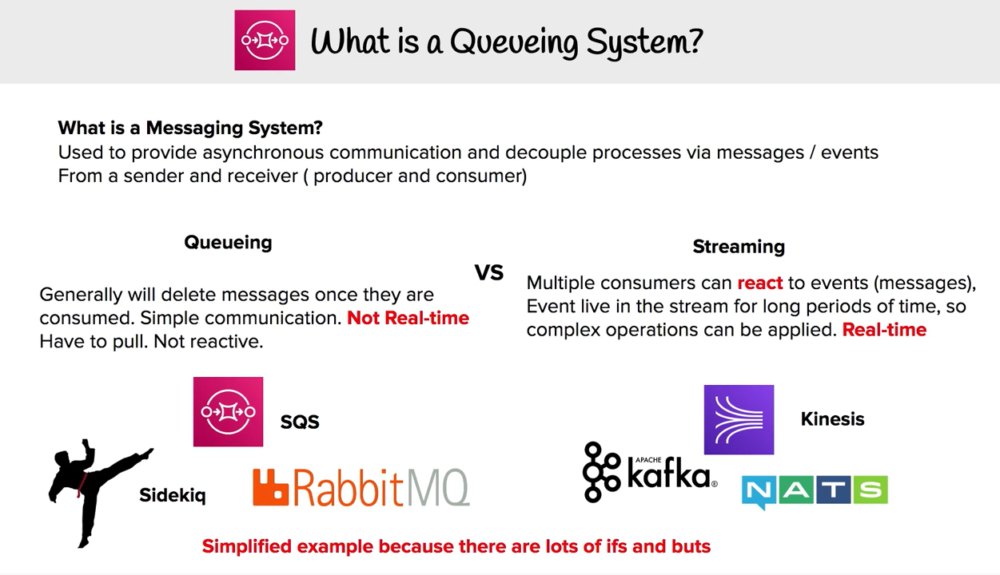 What is a Queueing System?
What is a Messaging System?
Used to provide asynchronous communication and decouple processes via messages / events
From a sender and receiver ( producer and consumer)
Queueing
VS
Streaming
Generally will delete messages once they are
consumed. Simple communication. Not Real-time
Have to pull. Not reactive.
Multiple consumers can react to events (messages),
Event live in the stream for long periods of time, so
complex operations can be applied. Real-time
SQS
Sidekiq
RabbitMQ
Kinesis
APACHE
kafka®
NATS
Simplified example because there are lots of ifs and buts